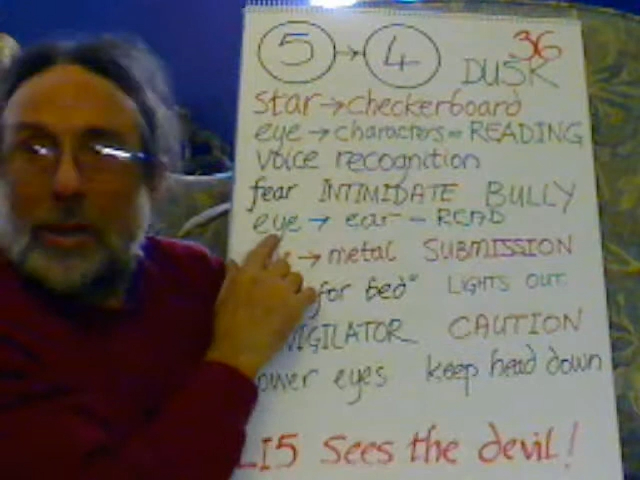 36
5 → 4 DUSK
Star → checkerboard
eye → characters = READING
voice recognition
fear INTIMIDATE BULLY
eye → ear - READ
→ metal SUBMISSION
for bed" LIGHTS OUT
VIGILATOR CAUTION
ower eyes keep head down
LI5 Sees the devil!